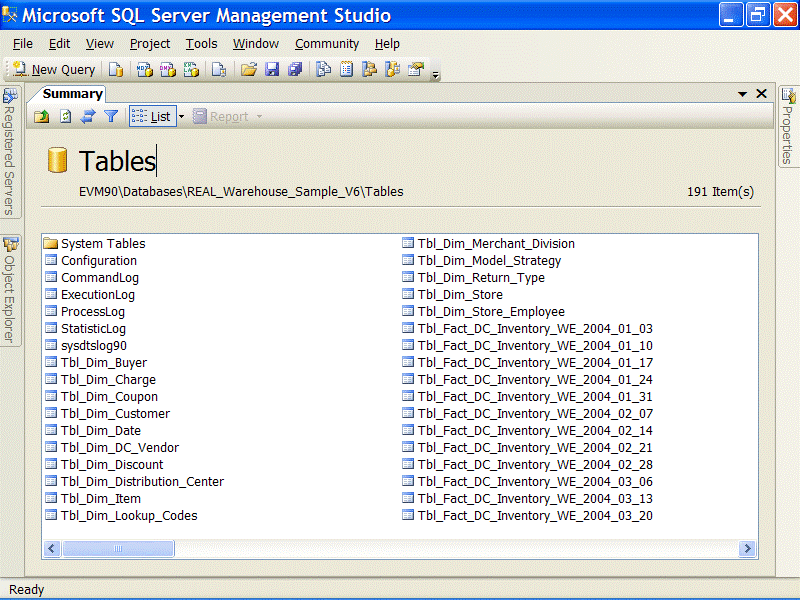 Microsoft SQL Server Management Studio
File Edit View Project Tools Window Community Help
New Query
Summary
List Report
Registered Servers
Object Explorer
Properties
Tables
EVM90\Databases\REAL_Warehouse_Sample_V6\Tables 191 Item(s)
System Tables
Configuration
CommandLog
ExecutionLog
ProcessLog
StatisticLog
sysdtslog90
Tbl_Dim_Buyer
Tbl_Dim_Charge
Tbl_Dim_Coupon
Tbl_Dim_Customer
Tbl_Dim_Date
Tbl_Dim_DC_Vendor
Tbl_Dim_Discount
Tbl_Dim_Distribution_Center
Tbl_Dim_Item
Tbl_Dim_Lookup_Codes
Tbl_Dim_Merchant_Division
Tbl_Dim_Model_Strategy
Tbl_Dim_Return_Type
Tbl_Dim_Store
Tbl_Dim_Store_Employee
Tbl_Fact_DC_Inventory_WE_2004_01_03
Tbl_Fact_DC_Inventory_WE_2004_01_10
Tbl_Fact_DC_Inventory_WE_2004_01_17
Tbl_Fact_DC_Inventory_WE_2004_01_24
Tbl_Fact_DC_Inventory_WE_2004_01_31
Tbl_Fact_DC_Inventory_WE_2004_02_07
Tbl_Fact_DC_Inventory_WE_2004_02_14
Tbl_Fact_DC_Inventory_WE_2004_02_21
Tbl_Fact_DC_Inventory_WE_2004_02_28
Tbl_Fact_DC_Inventory_WE_2004_03_06
Tbl_Fact_DC_Inventory_WE_2004_03_13
Tbl_Fact_DC_Inventory_WE_2004_03_20
Ready